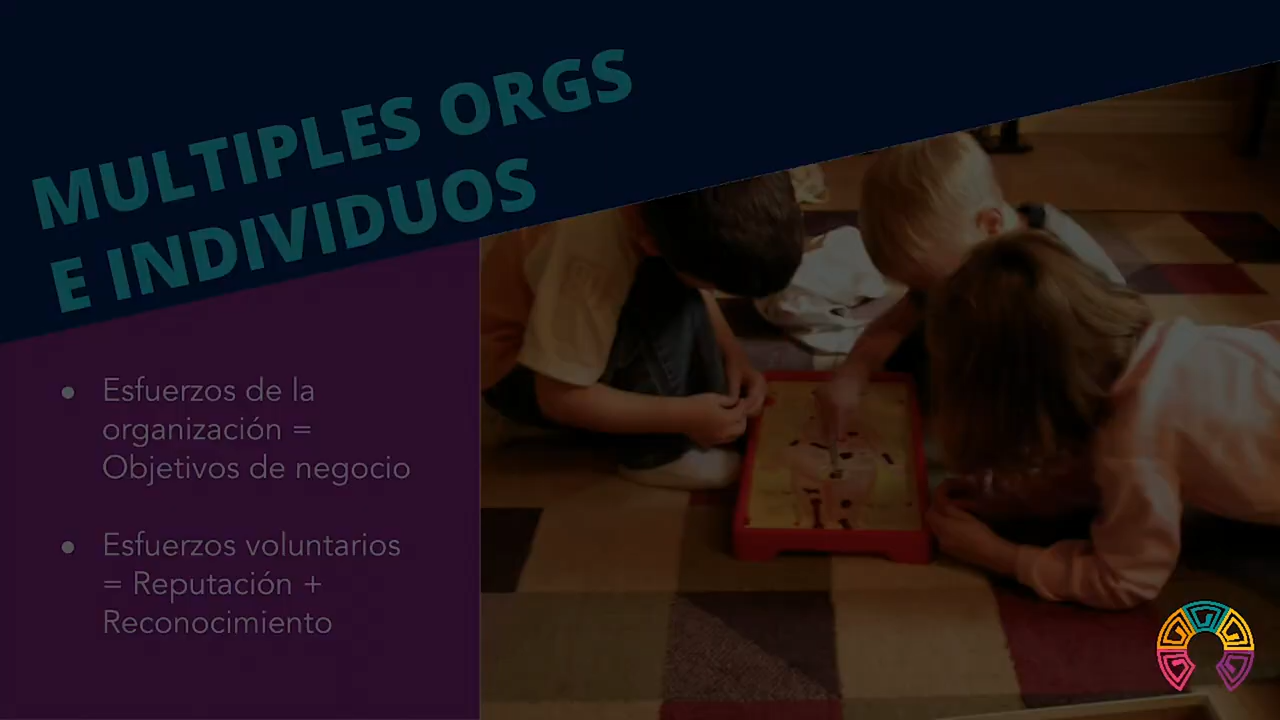 MULTIPLES ORGS
E INDIVIDUOS
● Esfuerzos de la
organización =
Objetivos de negocio
● Esfuerzos voluntarios
= Reputación +
Reconocimiento